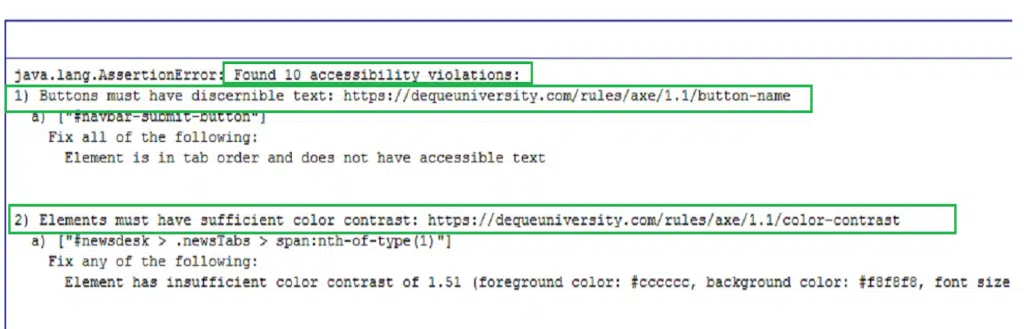 java.lang.AssertionError: Found 10 accessibility violations:
1) Buttons must have discernible text: https://dequeuniversity.com/rules/axe/1.1/button-name
a) ["#navbar-submit-button"]
Fix all of the following:
Element is in tab order and does not have accessible text
2) Elements must have sufficient color contrast: https://dequeuniversity.com/rules/axe/1.1/color-contrast
a) ["#newsdesk > .newsTabs > span:nth-of-type(1)"]
Fix any of the following:
Element has insufficient color contrast of 1.51 (foreground color: #cccccc, background color: #f8f8f8, font size